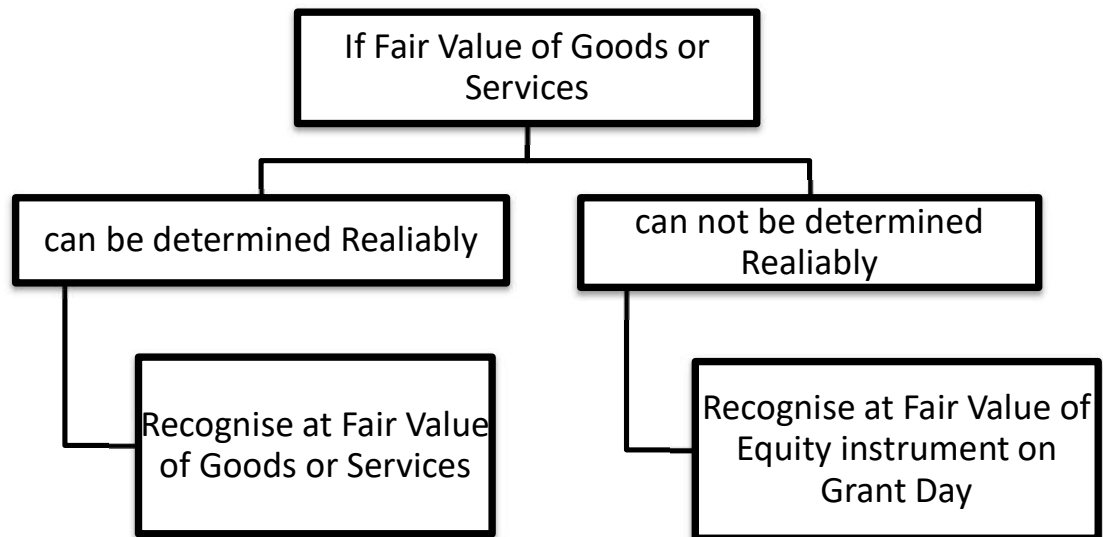 If Fair Value of Goods or
Services
can be determined Realiably
can not be determined
Realiably
Recognise at Fair Value
of Goods or Services
Recognise at Fair Value of
Equity instrument on
Grant Day